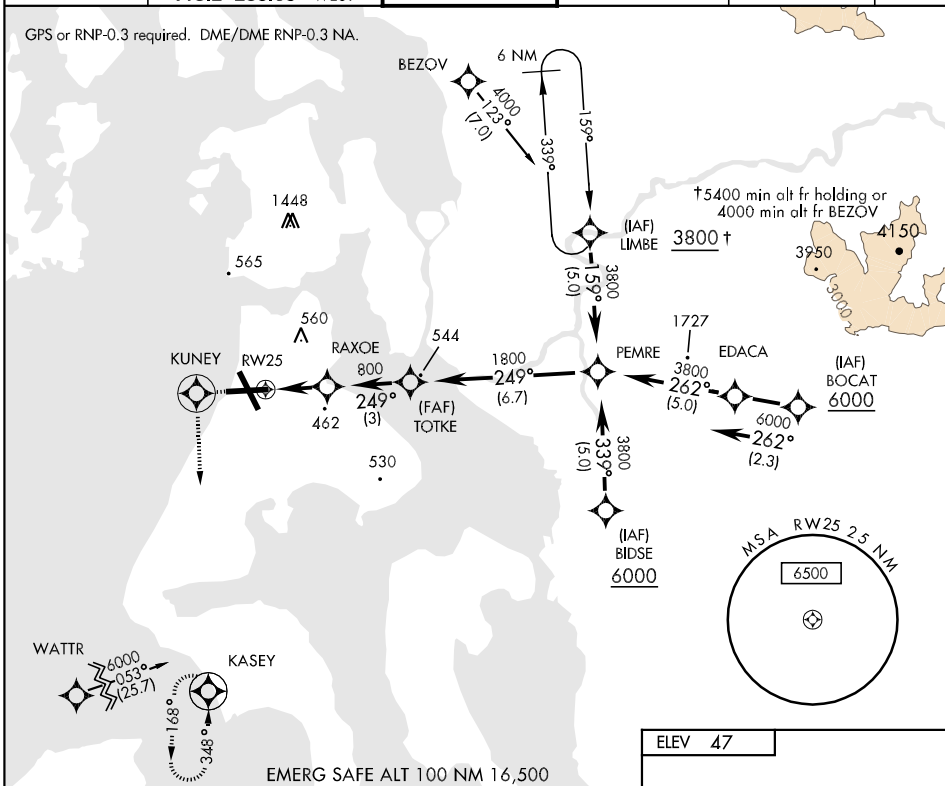 GPS or RNP-0.3 required. DME/DME RNP-0.3 NA.
BEZOV
6 NM
4000
123°
(7.0)
339°
159°
1448
565
†5400 min alt fr holding or
4000 min alt fr BEZOV
(IAF)
LIMBE
3800 †
3950
4150
3000
3800
159°
(5.0)
560
544
1727
KUNEY
RW25
RAXOE
800
249°
(3)
462
(FAF)
TOTKE
1800
249°
(6.7)
PEMRE
3800
262°
(5.0)
EDACA
(IAF)
BOCAT
6000
6000
262°
(2.3)
530
3800
339°
(5.0)
(IAF)
BIDSE
6000
MSA RW25 25 NM
6500
WATTR
6000
053°
(25.7)
KASEY
168°
348°
EMERG SAFE ALT 100 NM 16,500
ELEV 47